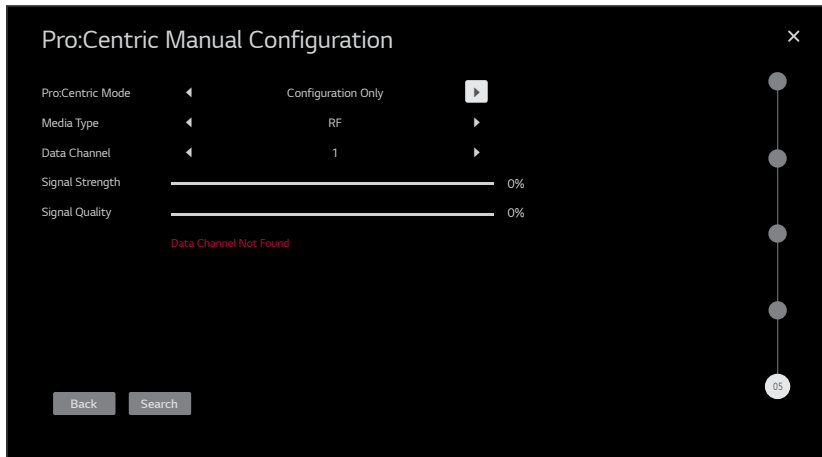 Pro:Centric Manual Configuration
Pro:Centric Mode Configuration Only
Media Type RF
Data Channel 1
Signal Strength 0%
Signal Quality 0%
Data Channel Not Found
05
Back Search